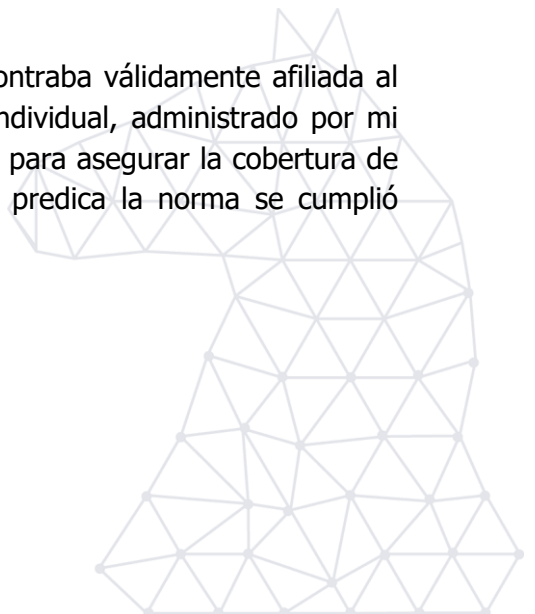 ontraba válidamente afiliada al
ndividual, administrado por mi
para asegurar la cobertura de
predica la norma se cumplió